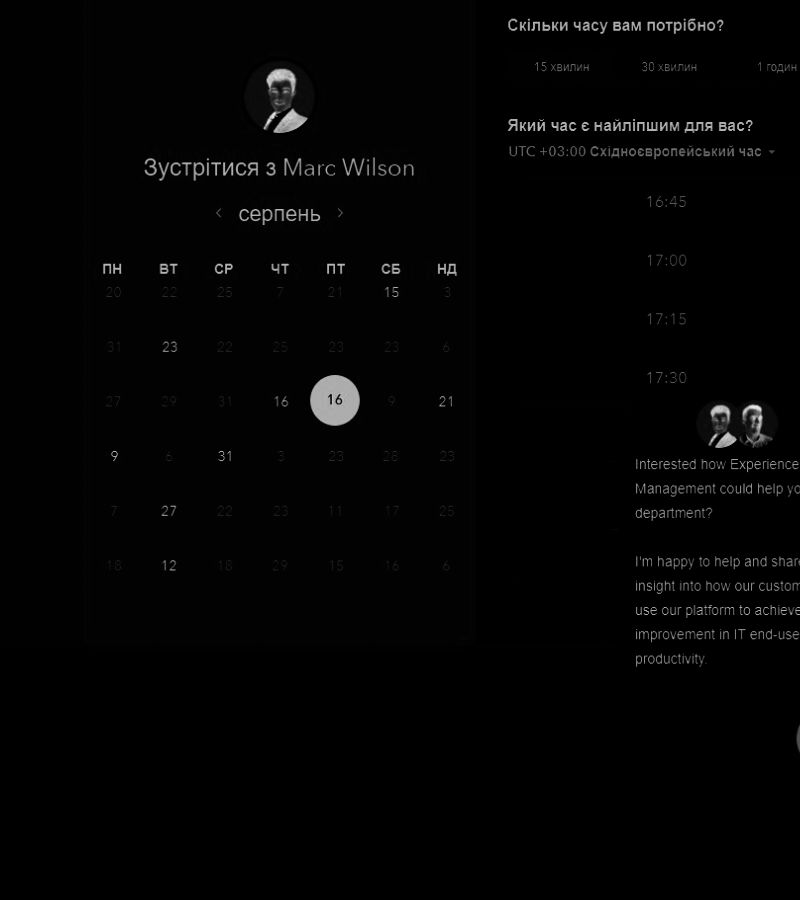 Зустрітися з Marc Wilson
серпень
ПН ВТ СР ЧТ ПТ СБ НД
20 22 25 7 21 15 3
31 23 22 25 23 23 6
27 29 31 16 16 9 21
9 6 31 3 23 28 23
7 27 22 23 11 17 25
18 12 18 29 15 16 6
Скільки часу вам потрібно?
15 хвилин 30 хвилин 1 годин
Який час є найліпшим для вас?
UTC +03:00 Східноєвропейський час
16:45
17:00
17:15
17:30
Interested how Experience
Management could help yo
department?
I'm happy to help and share
insight into how our custom
use our platform to achieve
improvement in IT end-use
productivity.